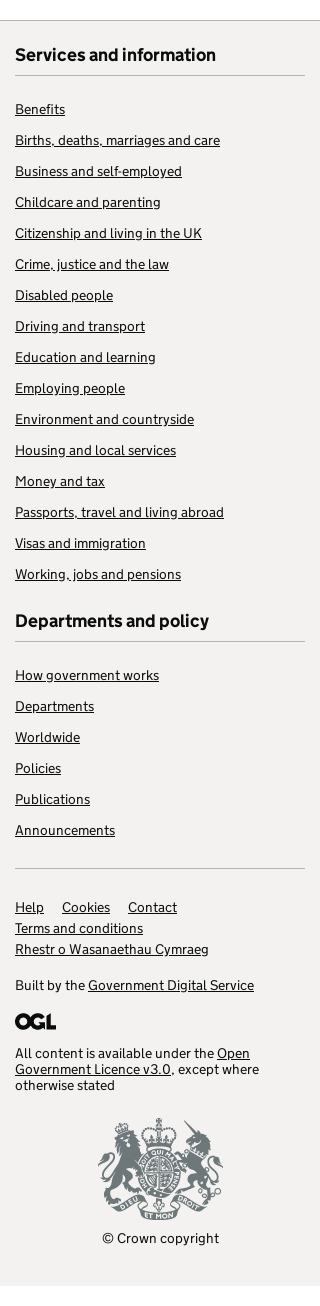 Services and information
Benefits
Births, deaths, marriages and care
Business and self-employed
Childcare and parenting
Citizenship and living in the UK
Crime, justice and the law
Disabled people
Driving and transport
Education and learning
Employing people
Environment and countryside
Housing and local services
Money and tax
Passports, travel and living abroad
Visas and immigration
Working, jobs and pensions
Departments and policy
How government works
Departments
Worldwide
Policies
Publications
Announcements
Help Cookies Contact
Terms and conditions
Rhestr o Wasanaethau Cymraeg
Built by the Government Digital Service
OGL
All content is available under the Open
Government Licence v3.0, except where
otherwise stated
DIEU ET MON DROIT
© Crown copyright